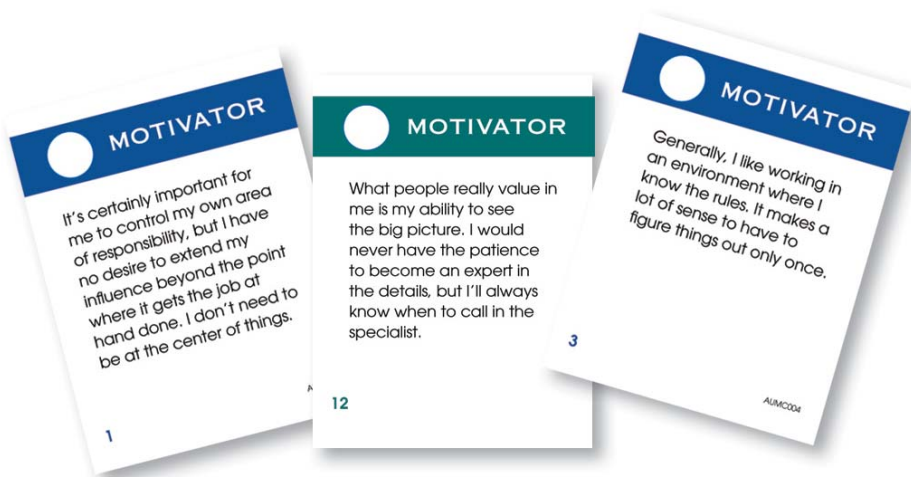 MOTIVATOR
It's certainly important for
me to control my own area
of responsibility, but I have
no desire to extend my
influence beyond the point
where it gets the job at
hand done. I don't need to
be at the center of things.
1
MOTIVATOR
What people really value in
me is my ability to see
the big picture. I would
never have the patience
to become an expert in
the details, but I'll always
know when to call in the
specialist.
12
MOTIVATOR
Generally, I like working in
an environment where I
know the rules. It makes a
lot of sense to have to
figure things out only once.
3
AUMC004